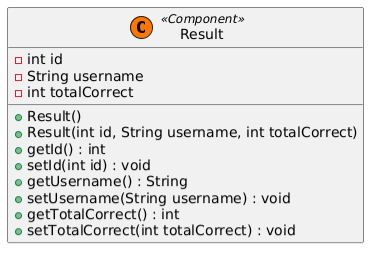 C
«Component»
Result
int id
String username
int totalCorrect
Result()
Result(int id, String username, int totalCorrect)
getId() : int
setId(int id) : void
getUsername() : String
setUsername(String username) : void
getTotalCorrect() : int
setTotalCorrect(int totalCorrect) : void